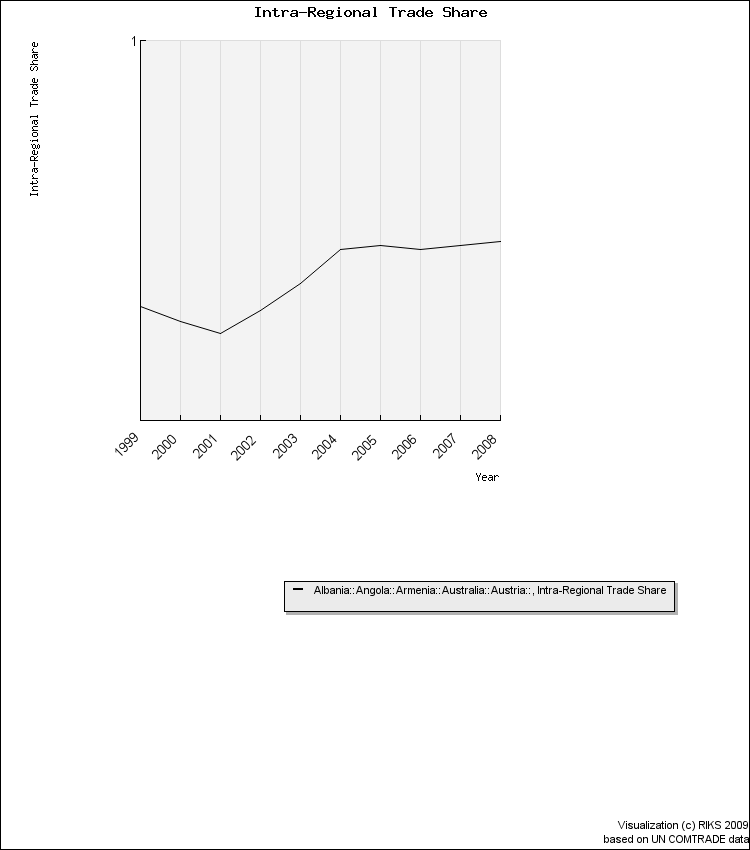 Intra-Regional Trade Share
Intra-Regional Trade Share
1
1999
2000
2001
2002
2003
2004
2005
2006
2007
2008
Year
Albania::Angola::Armenia::Australia::Austria::, Intra-Regional Trade Share
Visualization (c) RIKS 2009
based on UN COMTRADE data